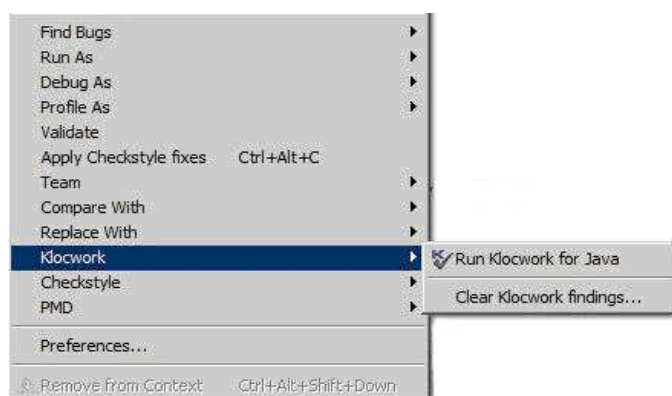 Find Bugs
Run As
Debug As
Profile As
Validate
Apply Checkstyle fixes Ctrl+Alt+C
Team
Compare With
Replace With
Klocwork
Run Klocwork for Java
Checkstyle
Clear Klocwork findings...
PMD
Preferences...
Remove from Context Ctrl+Alt+Shift+Down